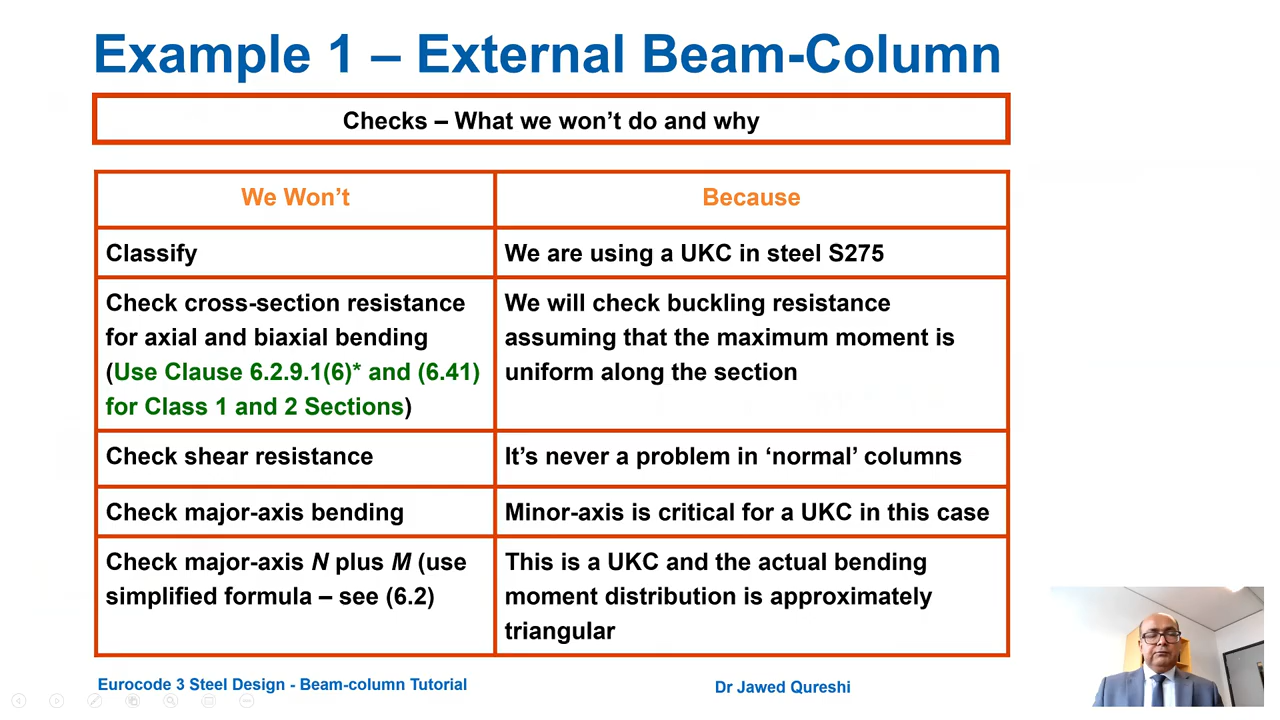 Example 1 – External Beam-Column
Checks – What we won’t do and why
We Won’t
Because
Classify
We are using a UKC in steel S275
Check cross-section resistance
for axial and biaxial bending
(Use Clause 6.2.9.1(6)* and (6.41)
for Class 1 and 2 Sections)
We will check buckling resistance
assuming that the maximum moment is
uniform along the section
Check shear resistance
It’s never a problem in ‘normal’ columns
Check major-axis bending
Minor-axis is critical for a UKC in this case
Check major-axis N plus M (use
simplified formula – see (6.2)
This is a UKC and the actual bending
moment distribution is approximately
triangular
Eurocode 3 Steel Design - Beam-column Tutorial
Dr Jawed Qureshi